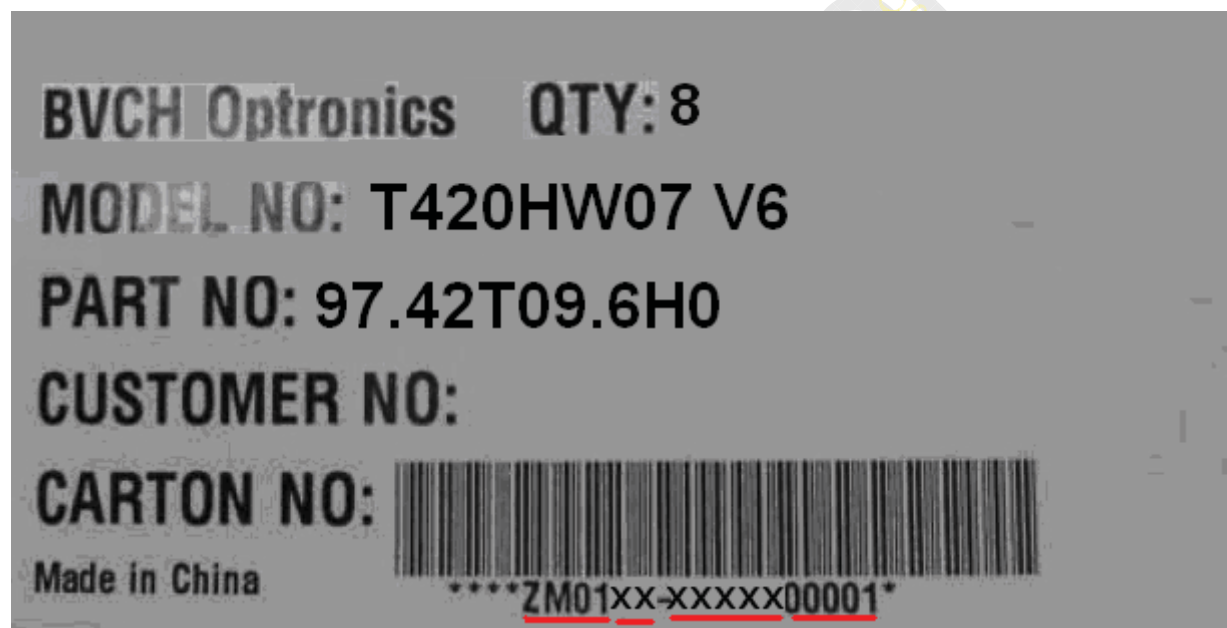 BVCH Optronics QTY: 8
MODEL NO: T420HW07 V6
PART NO: 97.42T09.6H0
CUSTOMER NO:
CARTON NO:
Made in China
****ZM01xx-xxxxx00001*